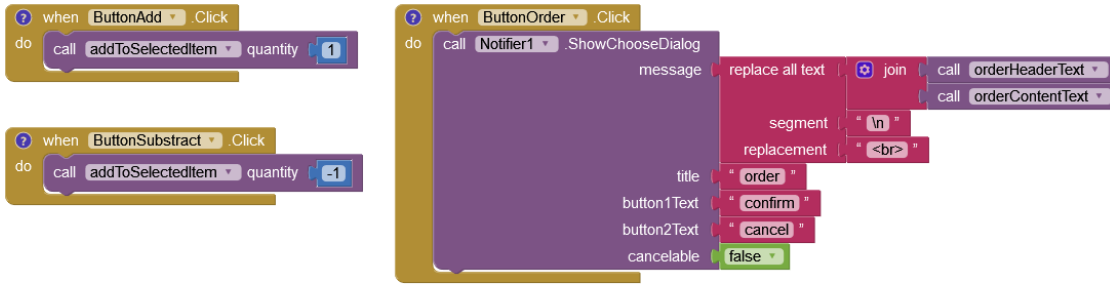 ? when ButtonAdd .Click
do call addToSelectedItem quantity 1
? when ButtonSubstract .Click
do call addToSelectedItem quantity -1
? when ButtonOrder .Click
do call Notifier1 .ShowChooseDialog
message replace all text join call orderHeaderText
call orderContentText
segment “ \n ”
replacement “ <br> ”
title “ order ”
button1Text “ confirm ”
button2Text “ cancel ”
cancelable false